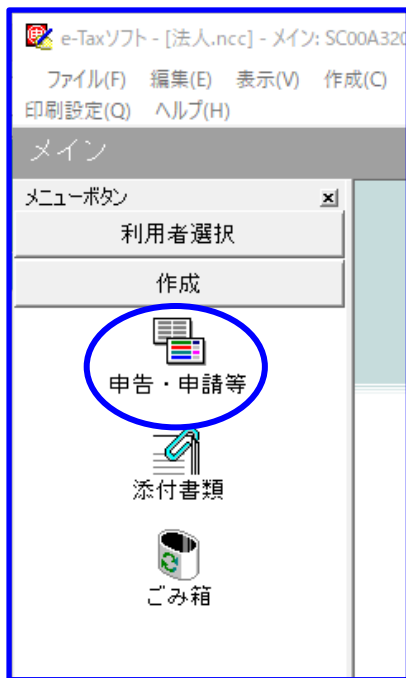 e-Taxソフト - [法人.ncc] - メイン: SC00A320
ファイル(F) 編集(E) 表示(V) 作成(C)
印刷設定(Q) ヘルプ(H)
メイン
メニューボタン
利用者選択
作成
申告・申請等
添付書類
ごみ箱